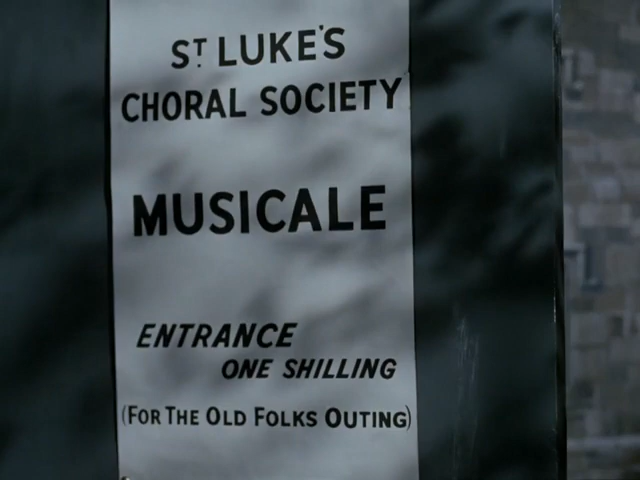 ST LUKE'S
CHORAL SOCIETY
MUSICALE
ENTRANCE
ONE SHILLING
(FOR THE OLD FOLKS OUTING)